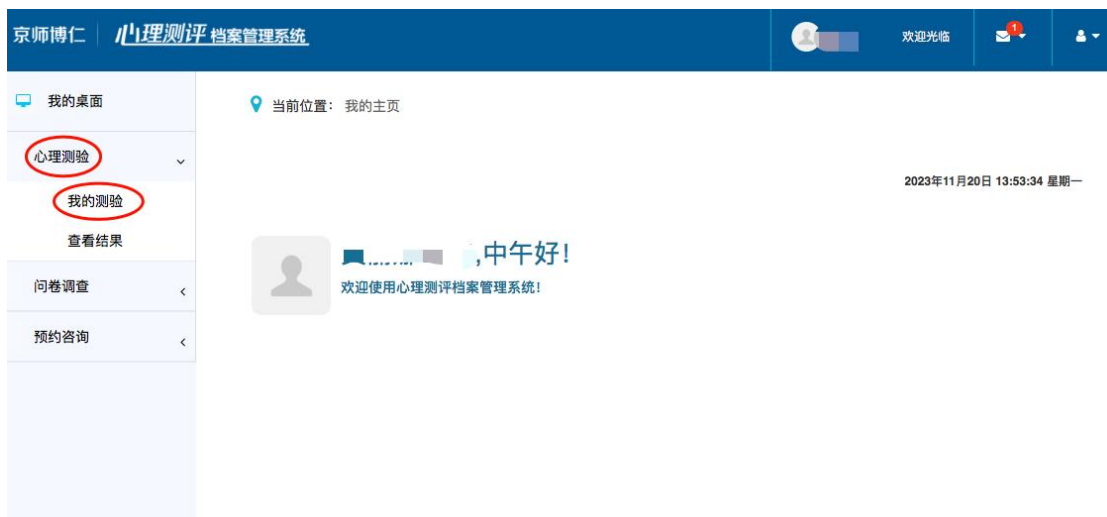 京师博仁 心理测评 档案管理系统
欢迎光临
1
我的桌面
当前位置： 我的主页
心理测验
2023年11月20日 13:53:34 星期一
我的测验
查看结果
,中午好！
欢迎使用心理测评档案管理系统！
问卷调查
预约咨询